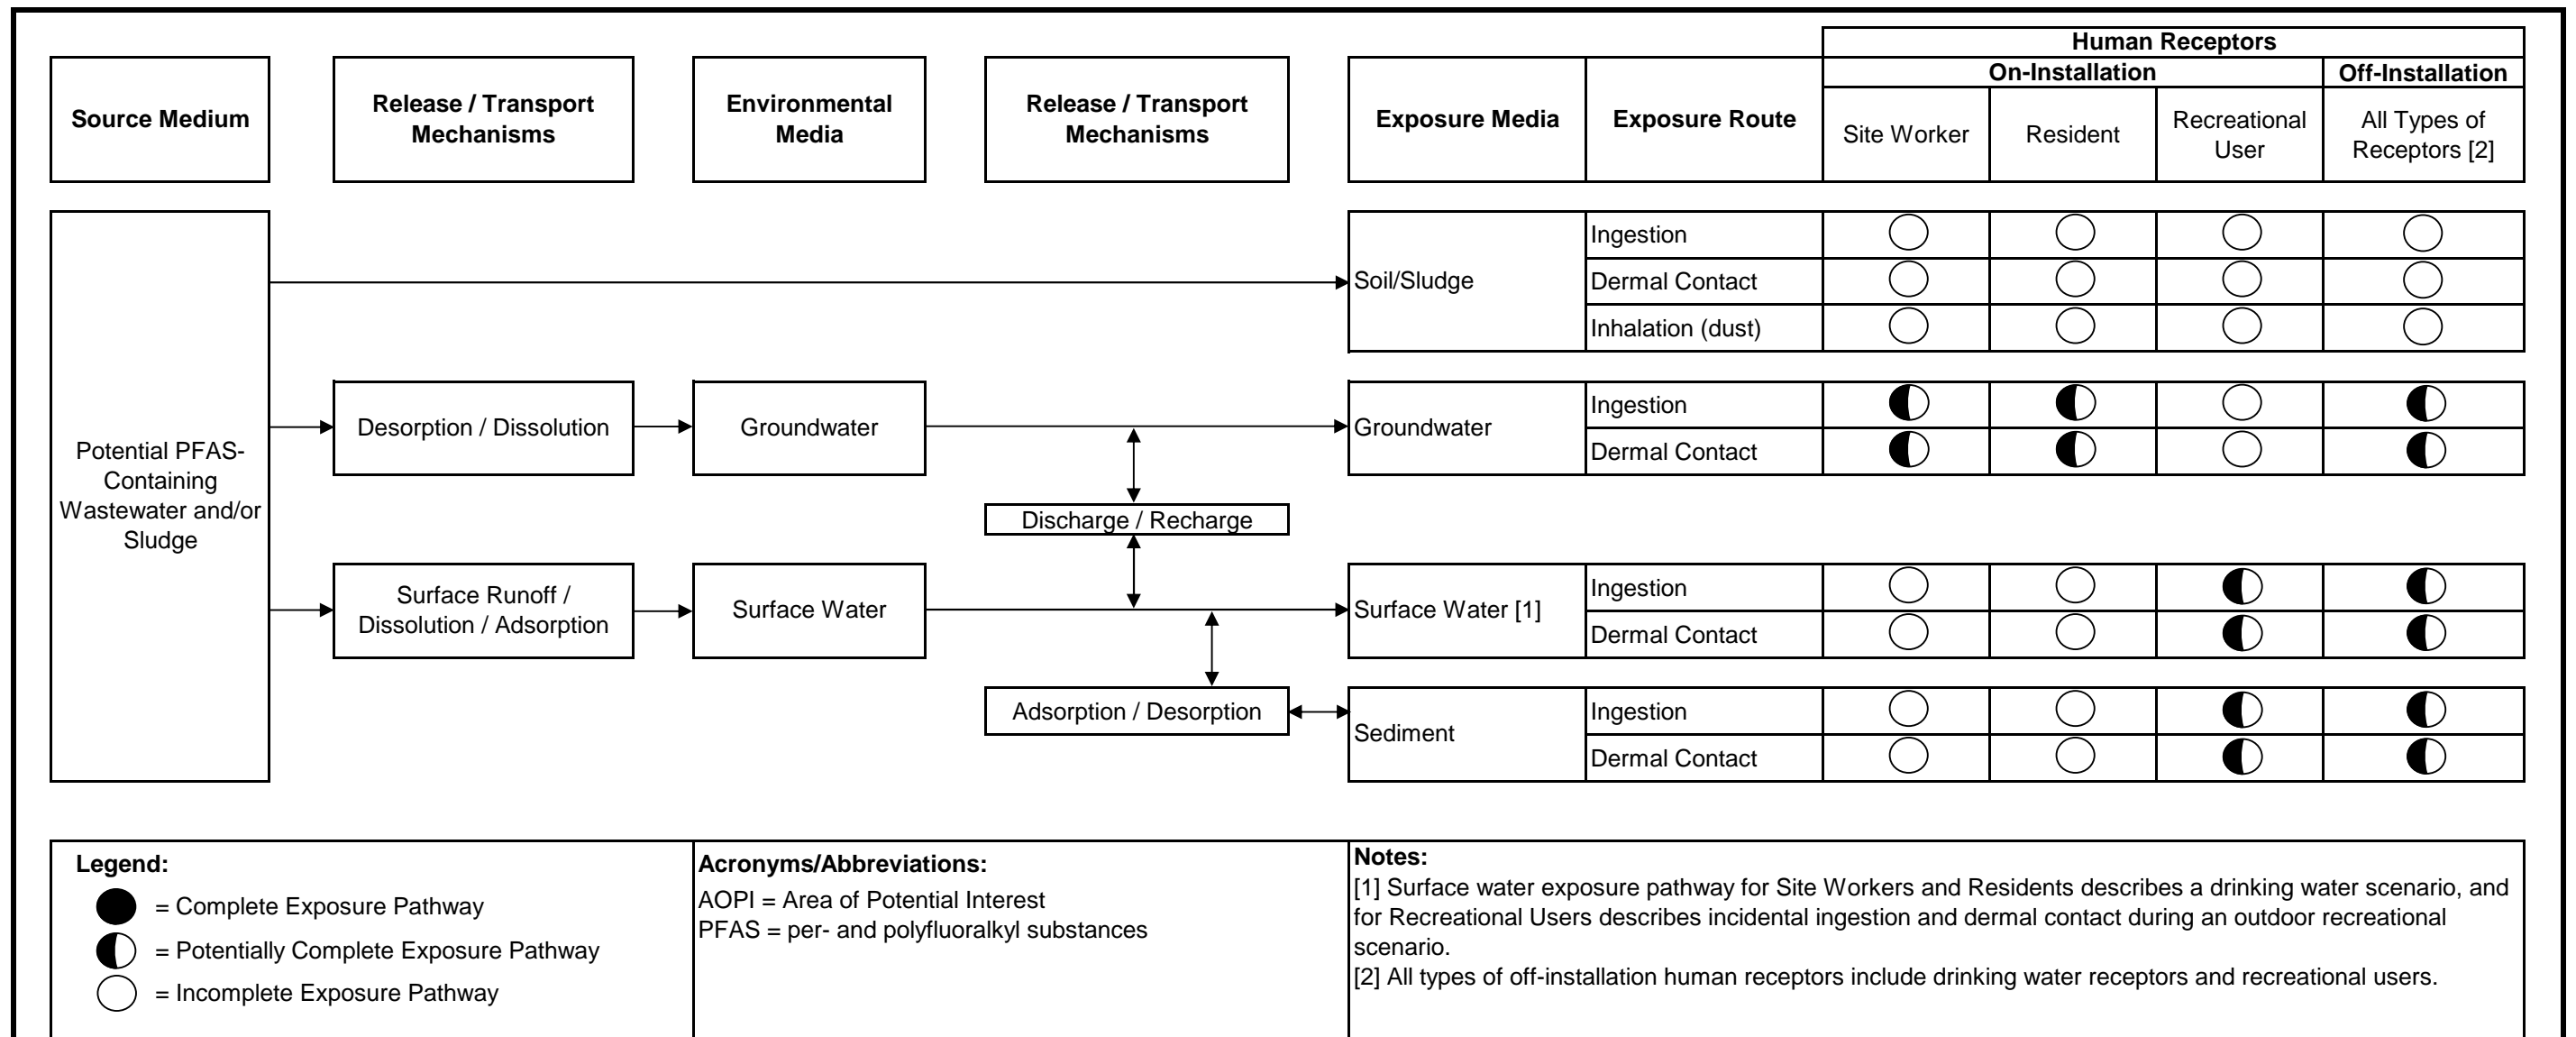 Human Receptors
On-Installation
Off-Installation
Source Medium
Release / Transport
Mechanisms
Environmental
Media
Release / Transport
Mechanisms
Exposure Media
Exposure Route
Site Worker
Resident
Recreational
User
All Types of
Receptors [2]
Potential PFAS-
Containing
Wastewater and/or
Sludge
Soil/Sludge
Ingestion
Dermal Contact
Inhalation (dust)
Desorption / Dissolution
Groundwater
Groundwater
Ingestion
Dermal Contact
Discharge / Recharge
Surface Runoff /
Dissolution / Adsorption
Surface Water
Surface Water [1]
Ingestion
Dermal Contact
Adsorption / Desorption
Sediment
Ingestion
Dermal Contact
Legend:
= Complete Exposure Pathway
= Potentially Complete Exposure Pathway
= Incomplete Exposure Pathway
Acronyms/Abbreviations:
AOPI = Area of Potential Interest
PFAS = per- and polyfluoralkyl substances
Notes:
[1] Surface water exposure pathway for Site Workers and Residents describes a drinking water scenario, and
for Recreational Users describes incidental ingestion and dermal contact during an outdoor recreational
scenario.
[2] All types of off-installation human receptors include drinking water receptors and recreational users.